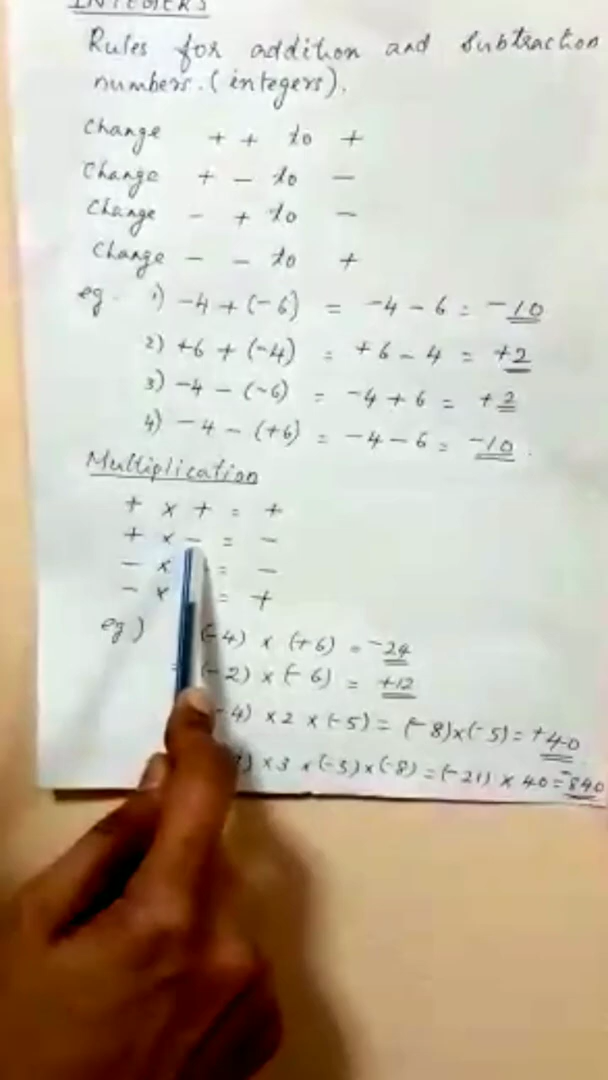 INTEGERS
Rules for addition and subtraction
numbers. (integers).
Change + + to +
Change + - to -
Change - + to -
Change - - to +
eg. 1) -4 + (-6) = -4 - 6 = -10
2) +6 + (-4) = +6 - 4 = +2
3) -4 - (-6) = -4 + 6 = +2
4) -4 - (+6) = -4 - 6 = -10.
Multiplication
+ x + = +
+ x - = -
- x = -
- x = +
eg) (-4) x (+6) = -24
(-2) x (-6) = +12
-4) x 2 x (-5) = (-8)x(-5) = +40
) x 3 x (-5) x (-8) = (-21) x 40 = -840